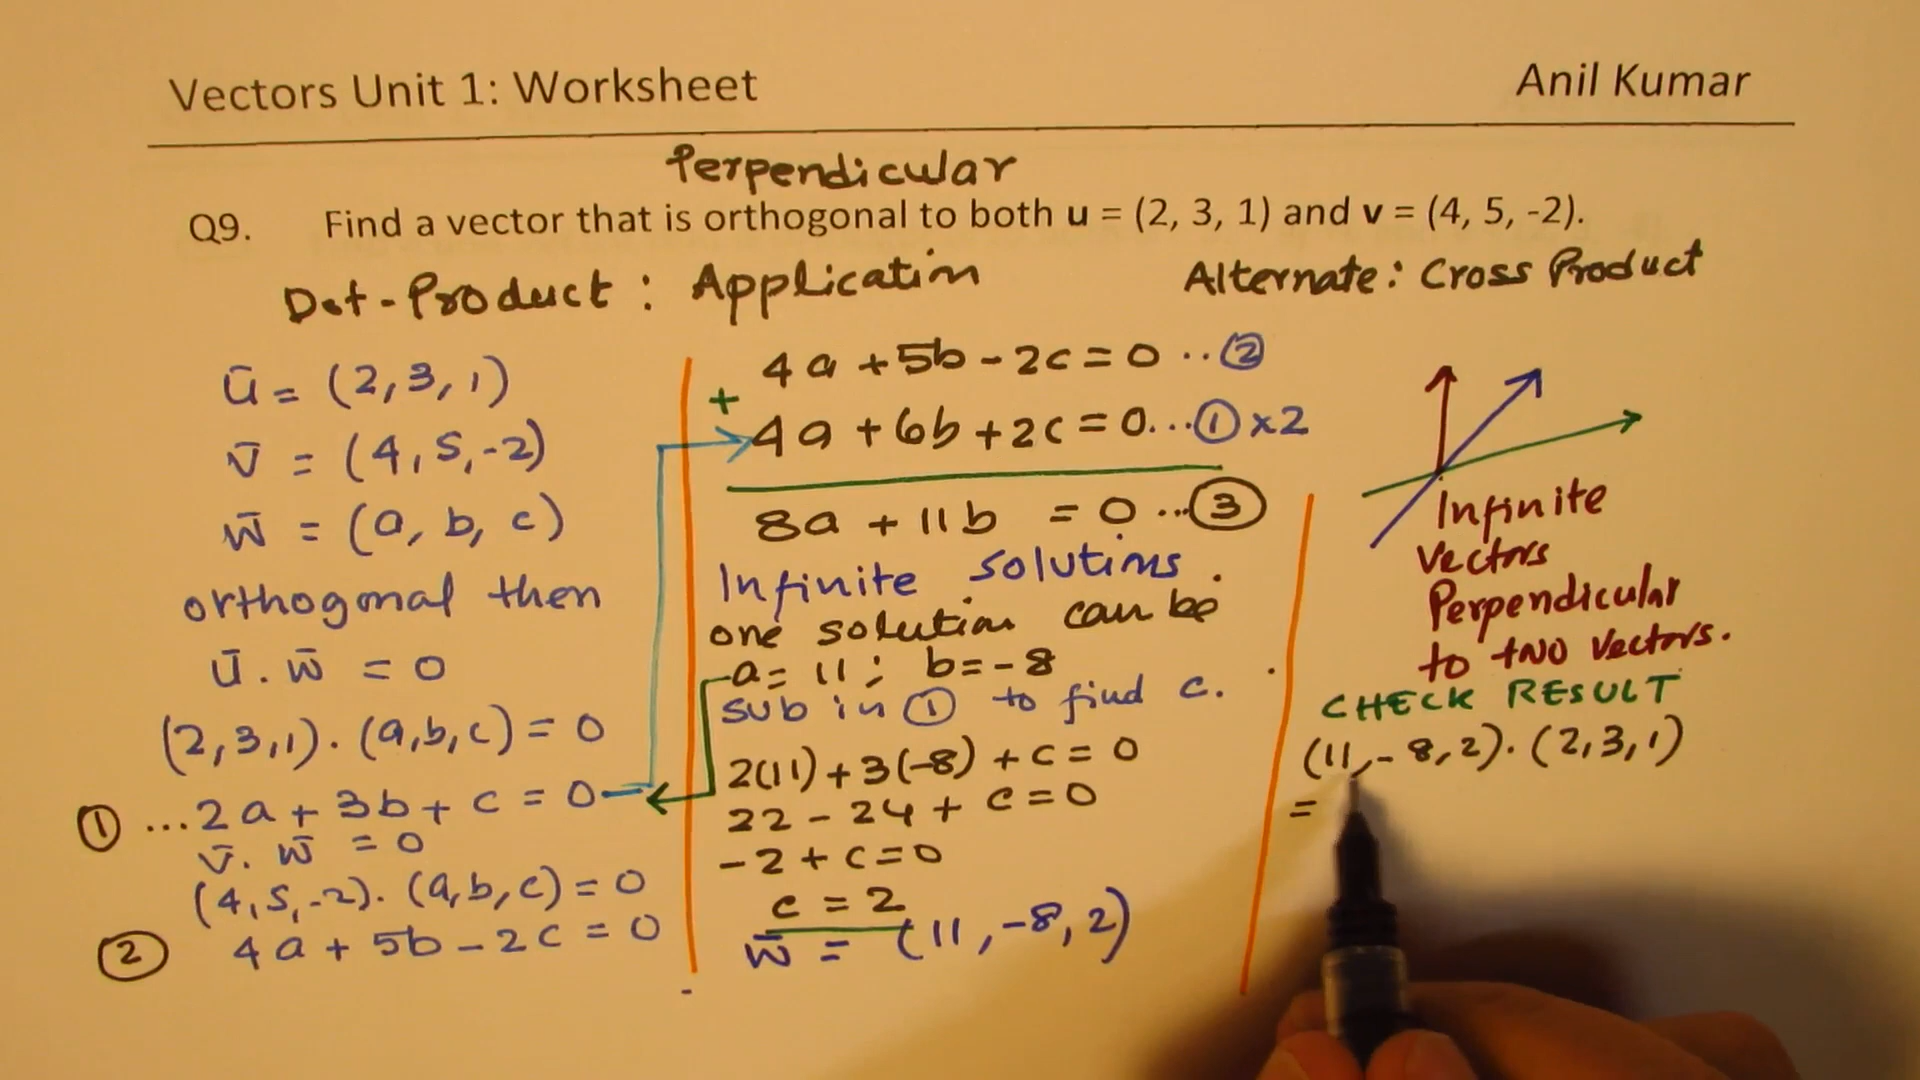 Vectors Unit 1: Worksheet
Anil Kumar
Perpendicular
Q9. Find a vector that is orthogonal to both u = (2, 3, 1) and v = (4, 5, -2).
Dot-Product : Application
Alternate: Cross Product
ū = (2,3,1)
v̄ = (4,5,-2)
w̄ = (a, b, c)
orthogonal then
ū . w̄ = 0
(2,3,1) . (a,b,c) = 0
① ...2a + 3b + c = 0
v̄ . w̄ = 0
(4,5,-2) . (a,b,c) = 0
② 4a + 5b - 2c = 0
4a + 5b - 2c = 0 ..②
+
4a + 6b + 2c = 0...① x2
8a + 11b = 0 ...③
Infinite solutions.
one solution can be
a = 11 ; b = -8
sub in ① to find c.
2(11) + 3(-8) + c = 0
22 - 24 + c = 0
-2 + c = 0
c = 2
w̄ = (11, -8, 2)
Infinite
vectors
Perpendicular
to two vectors.
CHECK RESULT
(11, -8, 2) . (2,3,1)
=